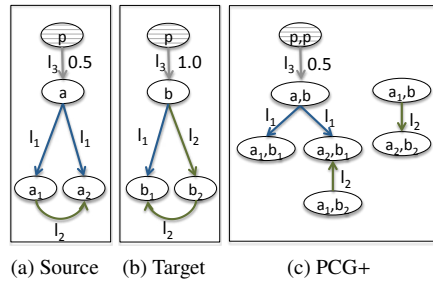 p
l₃ 0.5
a
l₁ l₁
a₁ a₂
l₂
(a) Source
p
l₃ 1.0
b
l₁ l₂
b₁ b₂
l₂
(b) Target
p,p
l₃ 0.5
a,b
l₁ l₁
a₁,b₁ a₂,b₁
l₂
a₁,b₂
a₁,b
l₂
a₂,b₂
(c) PCG+